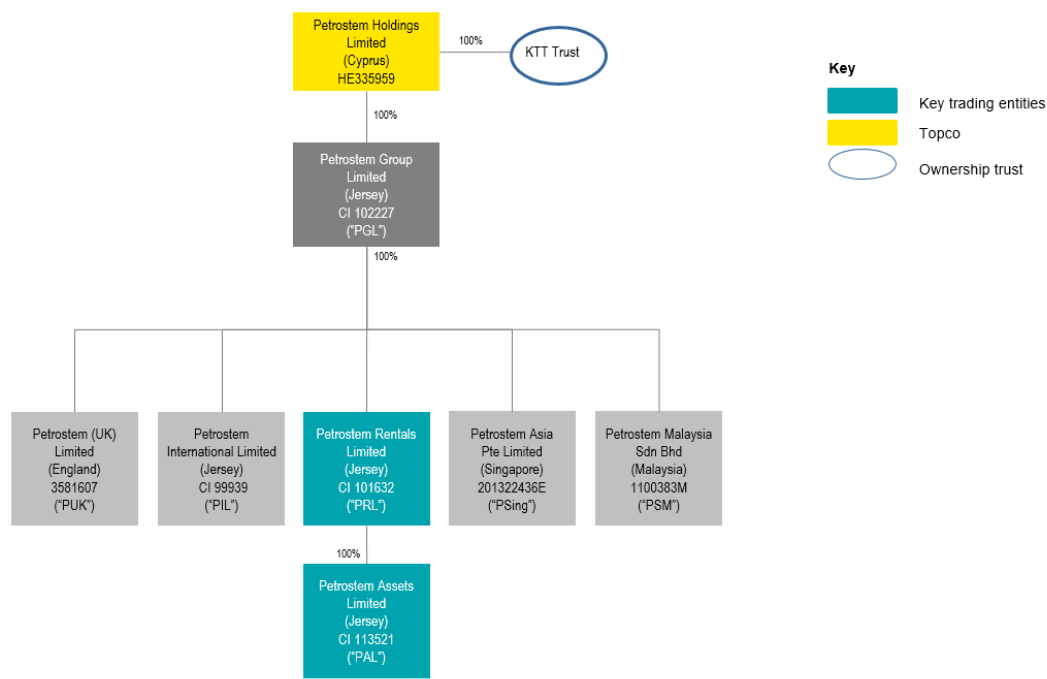 Petrostem Holdings
Limited
(Cyprus)
HE335959
100%
KTT Trust
Key
Key trading entities
Topco
Ownership trust
100%
Petrostem Group
Limited
(Jersey)
CI 102227
("PGL")
100%
Petrostem (UK)
Limited
(England)
3581607
("PUK")
Petrostem
International Limited
(Jersey)
CI 99939
("PIL")
Petrostem Rentals
Limited
(Jersey)
CI 101632
("PRL")
Petrostem Asia
Pte Limited
(Singapore)
201322436E
("PSing")
Petrostem Malaysia
Sdn Bhd
(Malaysia)
1100383M
("PSM")
100%
Petrostem Assets
Limited
(Jersey)
CI 113521
("PAL")